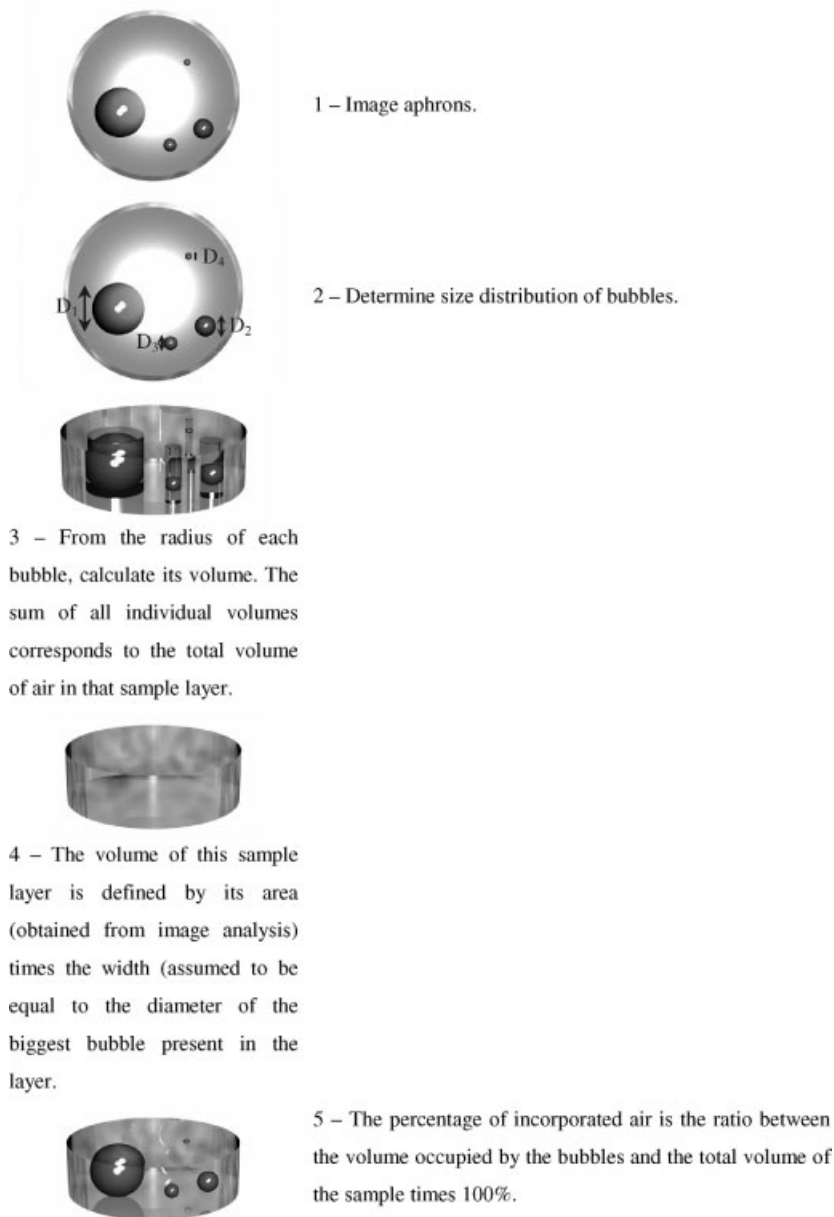 1 – Image aphrons.
D₄
D₁
D₂
D₃
2 – Determine size distribution of bubbles.
3 – From the radius of each
bubble, calculate its volume. The
sum of all individual volumes
corresponds to the total volume
of air in that sample layer.
4 – The volume of this sample
layer is defined by its area
(obtained from image analysis)
times the width (assumed to be
equal to the diameter of the
biggest bubble present in the
layer.
5 – The percentage of incorporated air is the ratio between
the volume occupied by the bubbles and the total volume of
the sample times 100%.